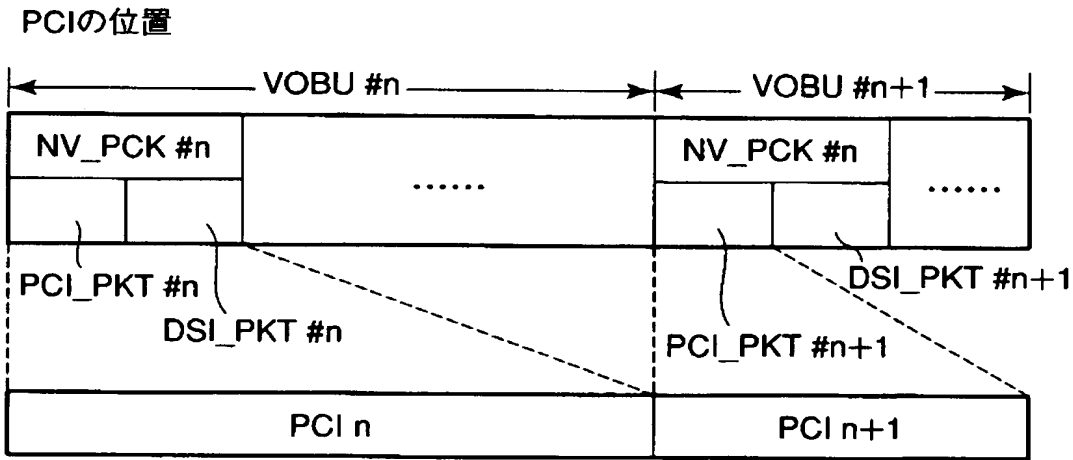 PCIの位置
VOBU #n VOBU #n+1
NV_PCK #n NV_PCK #n
...... ......
PCI_PKT #n DSI_PKT #n+1
DSI_PKT #n PCI_PKT #n+1
PCI n PCI n+1